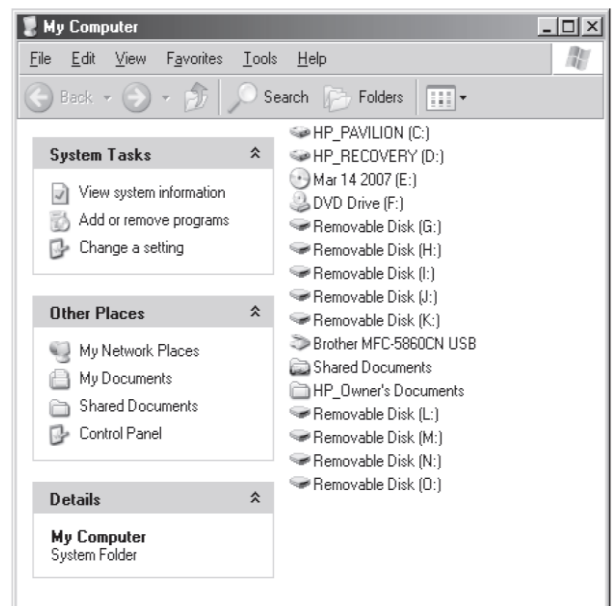 My Computer
File Edit View Favorites Tools Help
Back Search Folders
System Tasks
View system information
Add or remove programs
Change a setting
Other Places
My Network Places
My Documents
Shared Documents
Control Panel
Details
My Computer
System Folder
HP_PAVILION (C:)
HP_RECOVERY (D:)
Mar 14 2007 (E:)
DVD Drive (F:)
Removable Disk (G:)
Removable Disk (H:)
Removable Disk (I:)
Removable Disk (J:)
Removable Disk (K:)
Brother MFC-5860CN USB
Shared Documents
HP_Owner's Documents
Removable Disk (L:)
Removable Disk (M:)
Removable Disk (N:)
Removable Disk (O:)